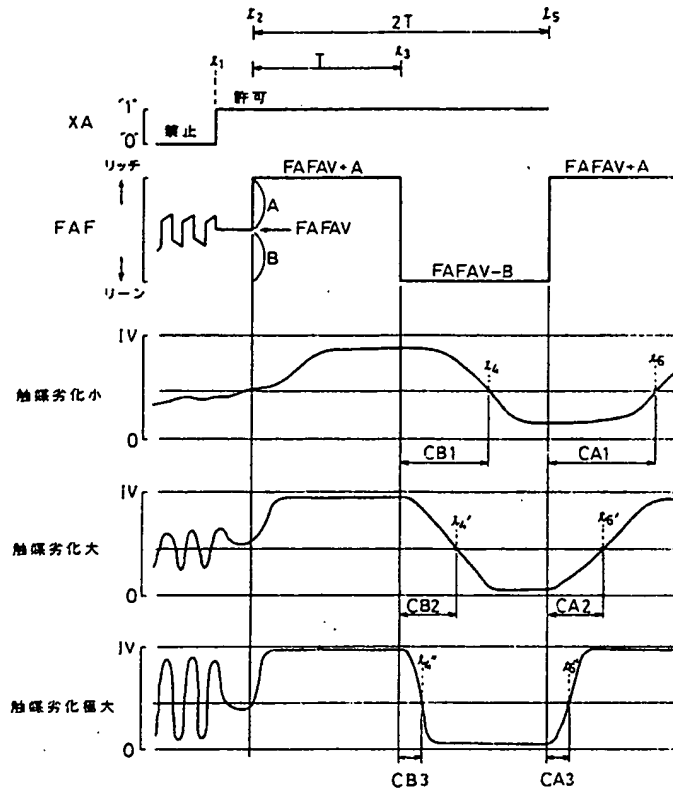 t₂ t₅
2T
t₁ T t₃
"1" 許可
XA
"0" 禁止
リッチ
FAFAV+A FAFAV+A
A
FAF FAFAV
B
リーン FAFAV-B
1V
t₄ t₆
触媒劣化小
0
CB1 CA1
1V
t₄' t₆'
触媒劣化大
0
CB2 CA2
1V
t₄" t₆"
触媒劣化極大
0
CB3 CA3